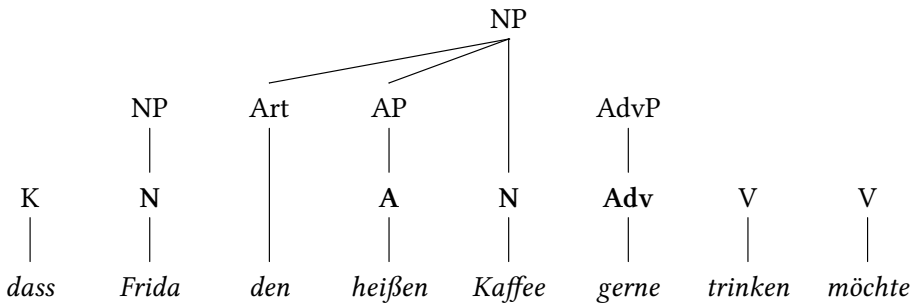 NP
NP Art AP AdvP
K N A N Adv V V
dass Frida den heißen Kaffee gerne trinken möchte